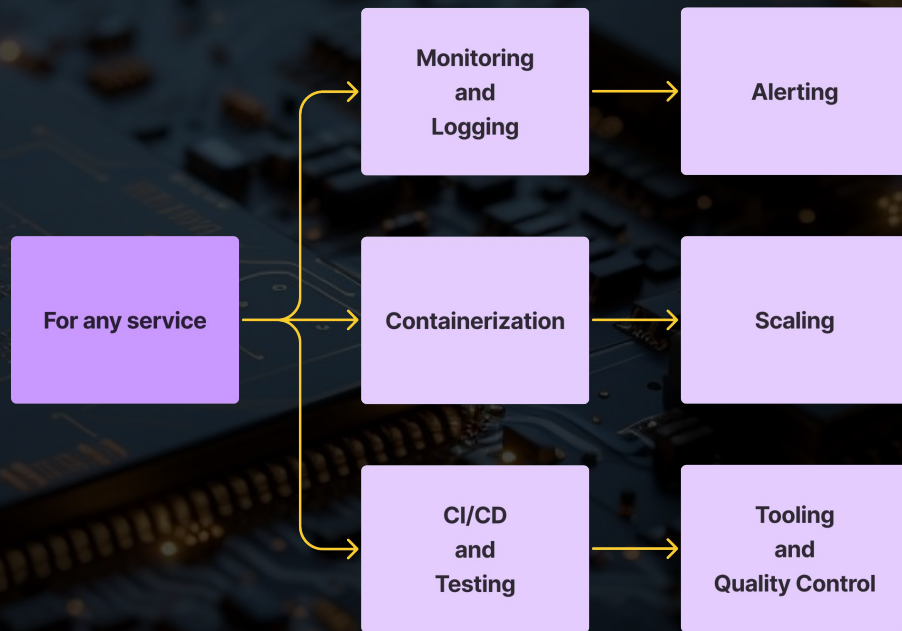 Monitoring
and
Logging
Alerting
For any service
Containerization
Scaling
CI/CD
and
Testing
Tooling
and
Quality Control